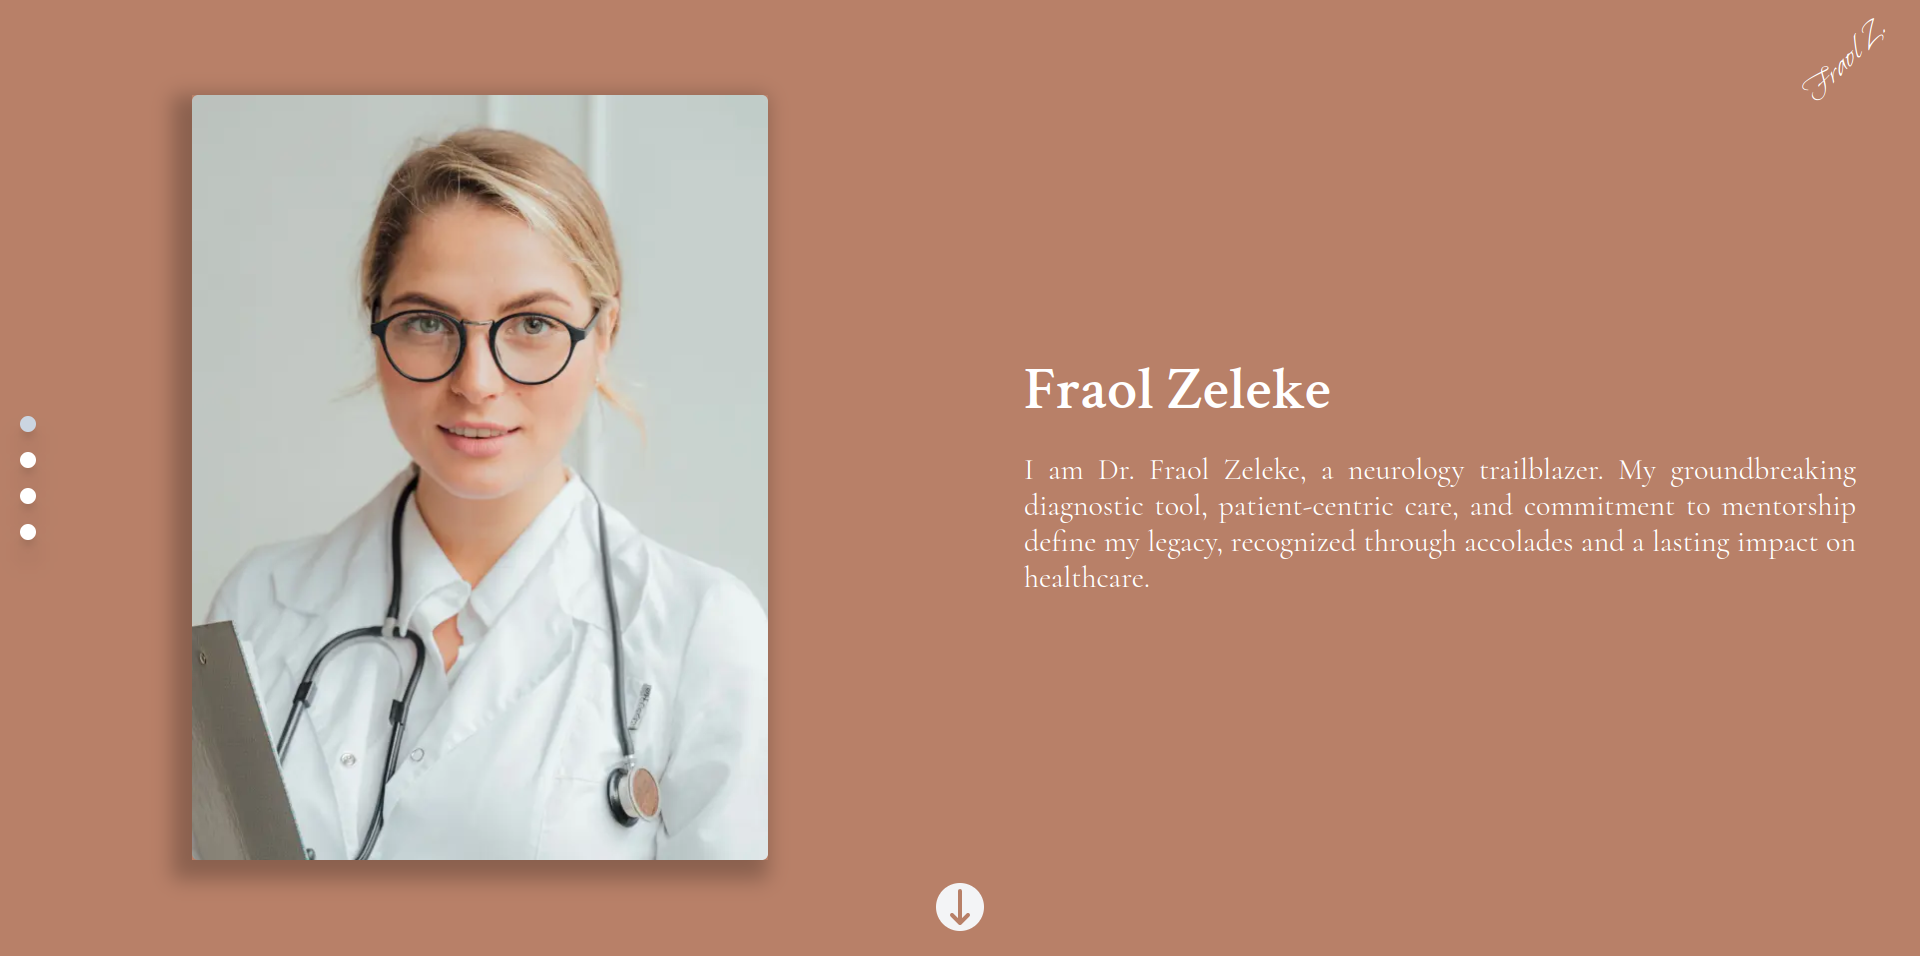 Fraol Z.
Fraol Zeleke
I am Dr. Fraol Zeleke, a neurology trailblazer. My groundbreaking
diagnostic tool, patient-centric care, and commitment to mentorship
define my legacy, recognized through accolades and a lasting impact on
healthcare.